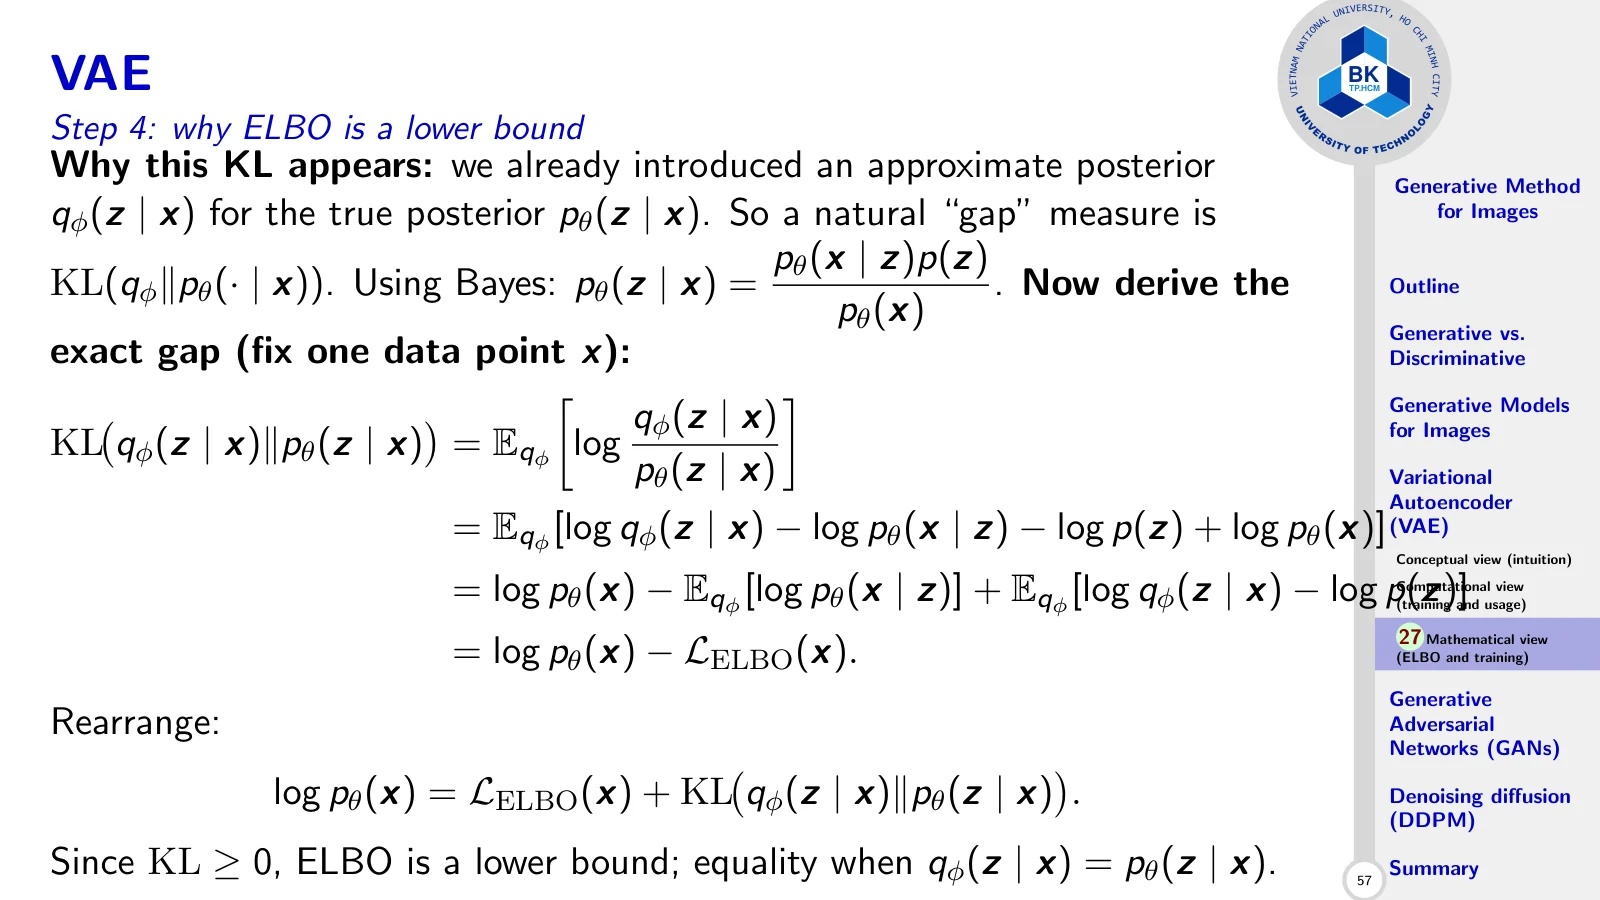 VAE
Step 4: why ELBO is a lower bound
Why this KL appears: we already introduced an approximate posterior
qϕ(z | x) for the true posterior pθ(z | x). So a natural “gap” measure is
KL(qϕ‖pθ(· | x)). Using Bayes: pθ(z | x) = pθ(x | z)p(z) / pθ(x). Now derive the
exact gap (fix one data point x):
KL(qϕ(z | x)‖pθ(z | x)) = 𝔼qϕ[log qϕ(z | x) / pθ(z | x)]
= 𝔼qϕ[log qϕ(z | x) − log pθ(x | z) − log p(z) + log pθ(x)]
= log pθ(x) − 𝔼qϕ[log pθ(x | z)] + 𝔼qϕ[log qϕ(z | x) − log p(z)]
= log pθ(x) − ℒELBO(x).
Rearrange:
log pθ(x) = ℒELBO(x) + KL(qϕ(z | x)‖pθ(z | x)).
Since KL ≥ 0, ELBO is a lower bound; equality when qϕ(z | x) = pθ(z | x).
VIETNAM NATIONAL UNIVERSITY, HO CHI MINH CITY
BK
TP.HCM
UNIVERSITY OF TECHNOLOGY
Generative Method
for Images
Outline
Generative vs.
Discriminative
Generative Models
for Images
Variational
Autoencoder
(VAE)
Conceptual view (intuition)
Computational view
(training and usage)
27 Mathematical view
(ELBO and training)
Generative
Adversarial
Networks (GANs)
Denoising diffusion
(DDPM)
Summary
57